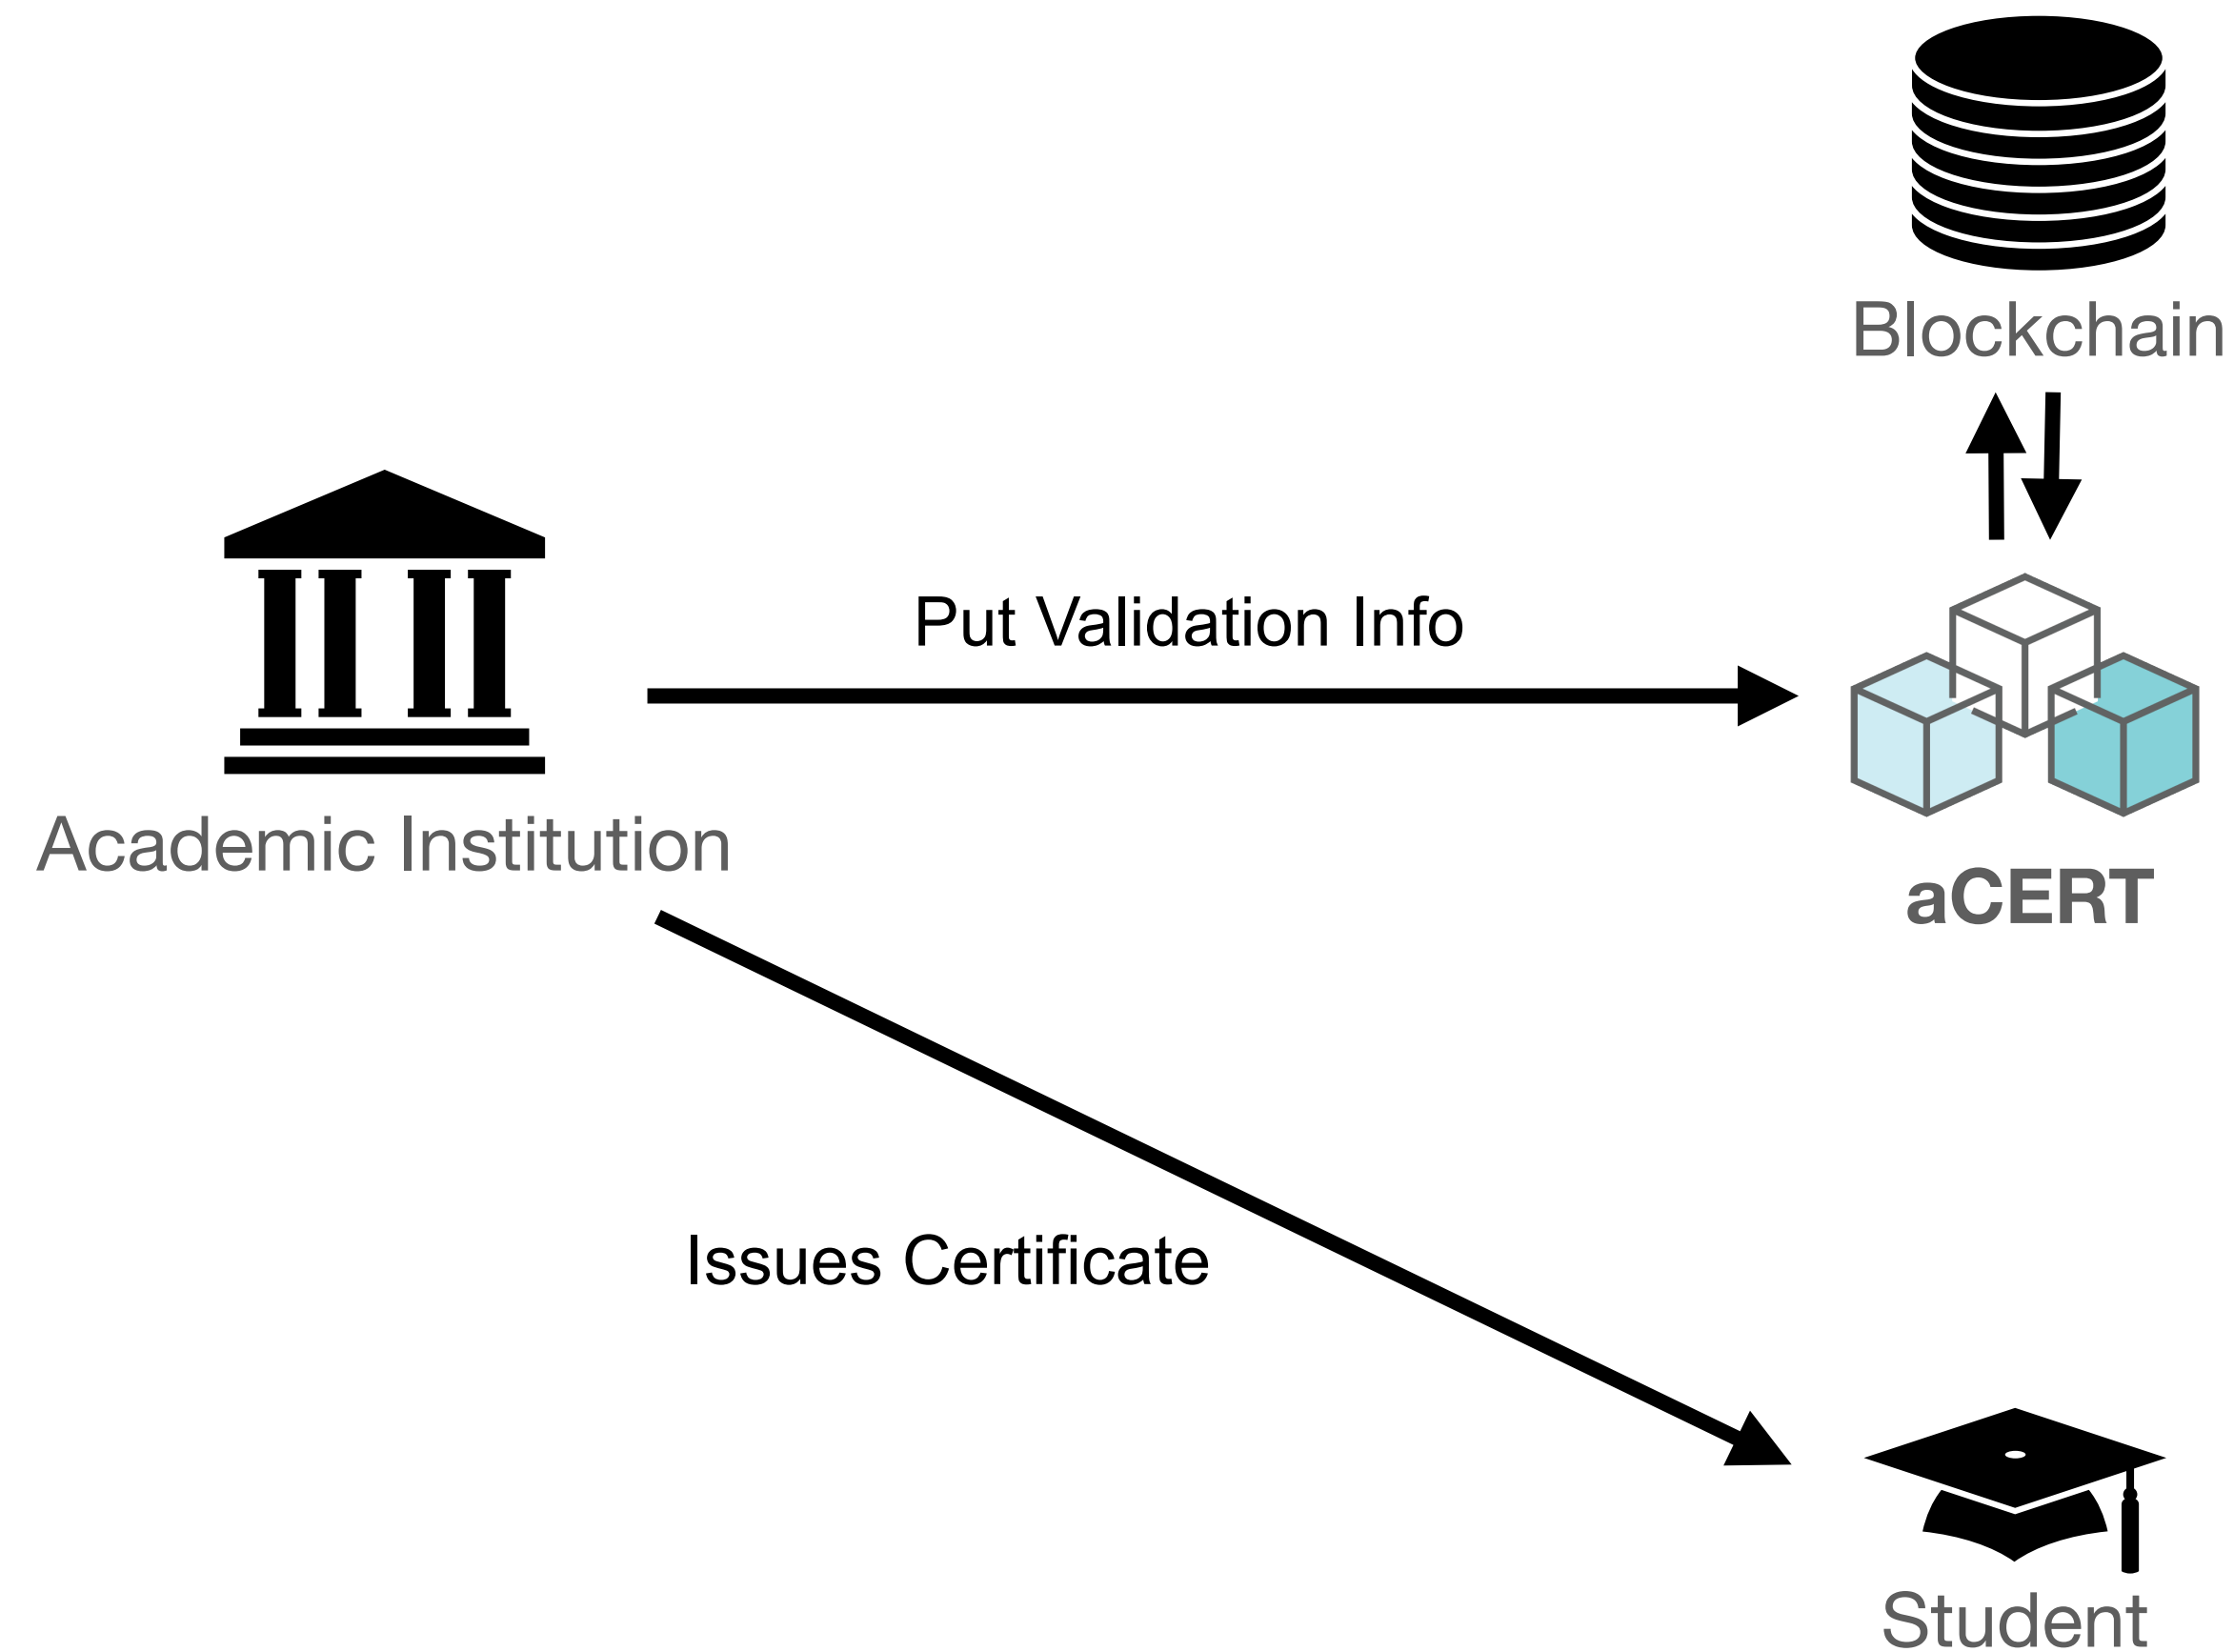 Blockchain
Put Validation Info
Academic Institution
aCERT
Issues Certificate
Student